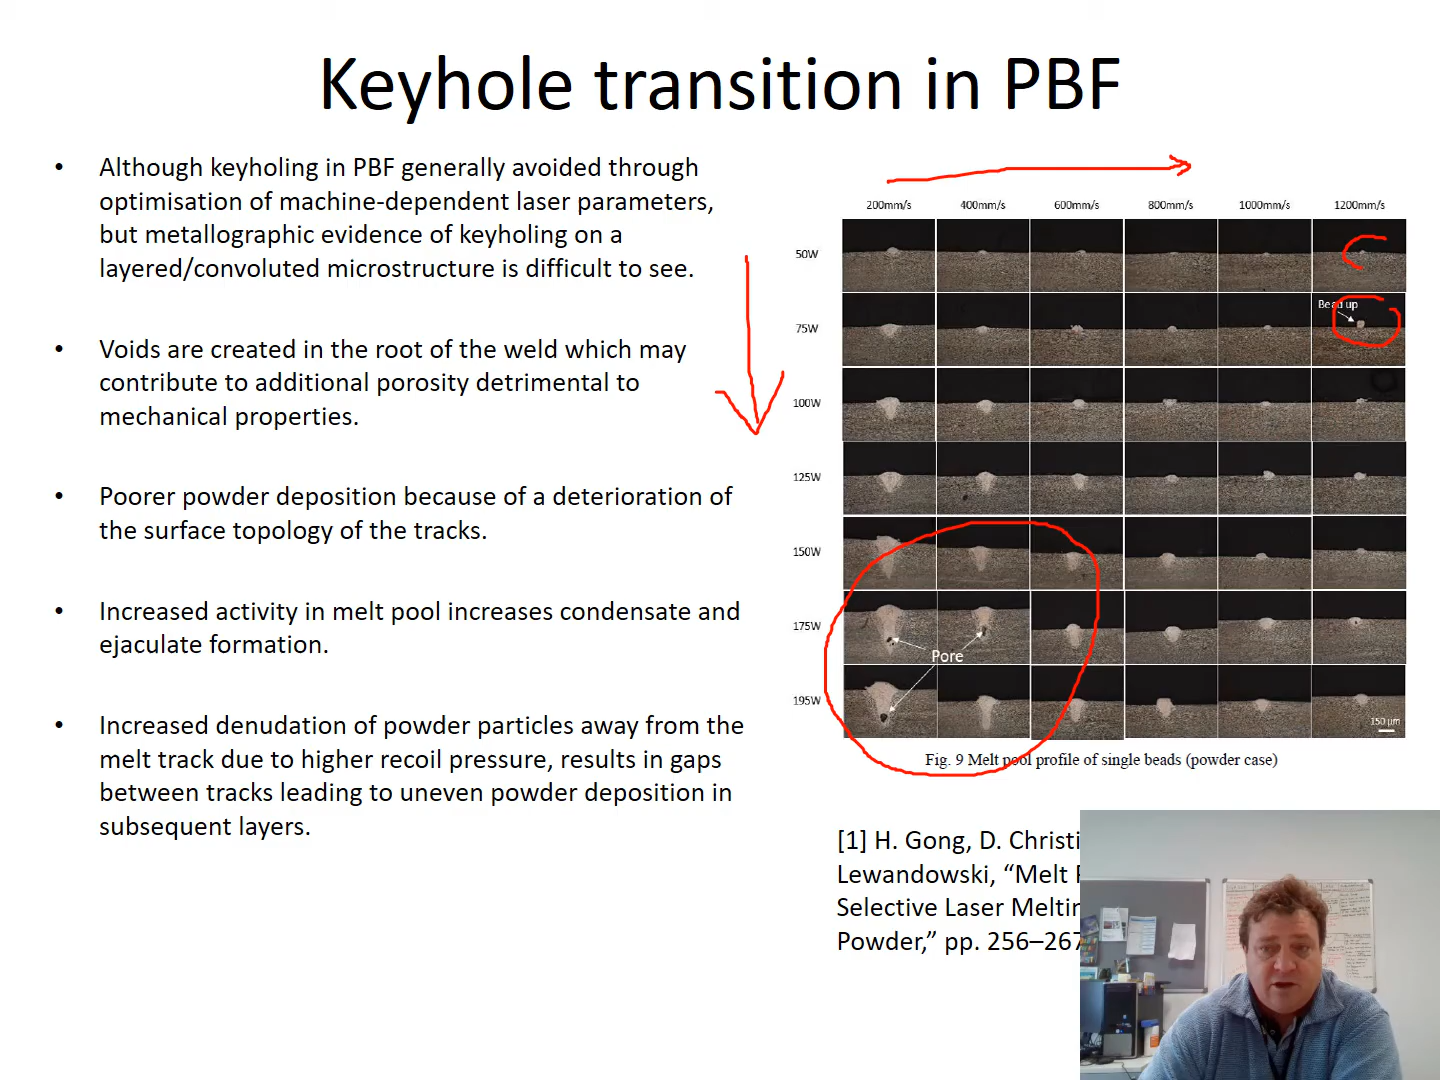 Keyhole transition in PBF
• Although keyholing in PBF generally avoided through
optimisation of machine-dependent laser parameters,
but metallographic evidence of keyholing on a
layered/convoluted microstructure is difficult to see.
• Voids are created in the root of the weld which may
contribute to additional porosity detrimental to
mechanical properties.
• Poorer powder deposition because of a deterioration of
the surface topology of the tracks.
• Increased activity in melt pool increases condensate and
ejaculate formation.
• Increased denudation of powder particles away from the
melt track due to higher recoil pressure, results in gaps
between tracks leading to uneven powder deposition in
subsequent layers.
200mm/s 400mm/s 600mm/s 800mm/s 1000mm/s 1200mm/s
50W
75W
Bead up
100W
125W
150W
175W
Pore
195W
150 µm
Fig. 9 Melt pool profile of single beads (powder case)
[1] H. Gong, D. Christi
Lewandowski, “Melt P
Selective Laser Meltin
Powder,” pp. 256–267